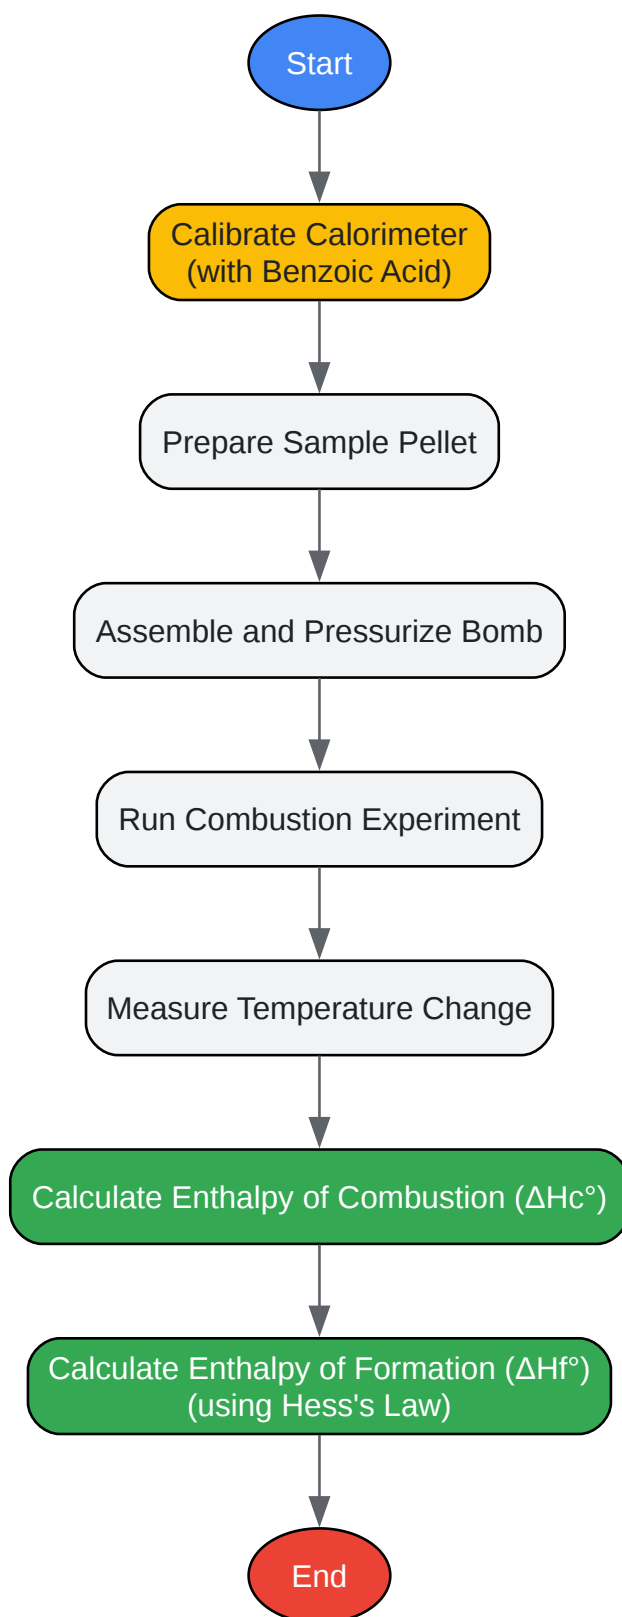 Start
Calibrate Calorimeter
(with Benzoic Acid)
Prepare Sample Pellet
Assemble and Pressurize Bomb
Run Combustion Experiment
Measure Temperature Change
Calculate Enthalpy of Combustion (ΔHc°)
Calculate Enthalpy of Formation (ΔHf°)
(using Hess's Law)
End